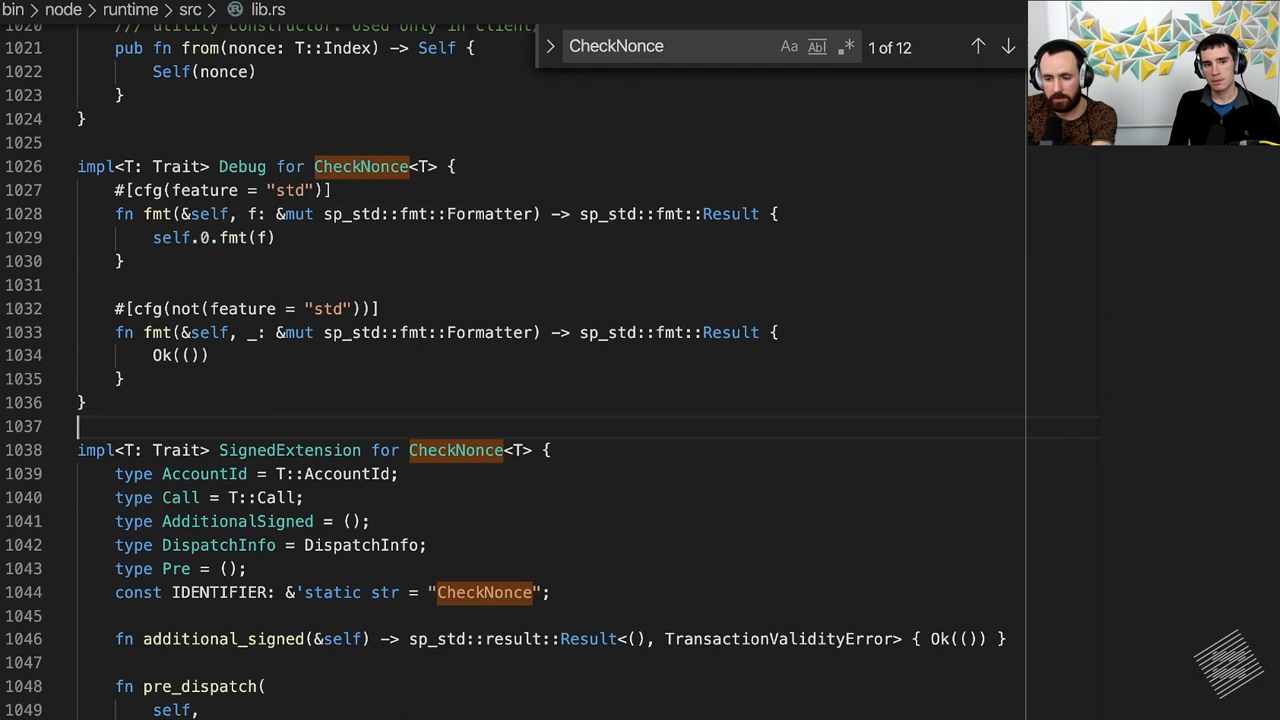 bin > node > runtime > src > lib.rs
CheckNonce Aa Abl .* 1 of 12
1020 /// utility constructor. Used only in client/
1021 pub fn from(nonce: T::Index) -> Self {
1022 Self(nonce)
1023 }
1024 }
1025
1026 impl<T: Trait> Debug for CheckNonce<T> {
1027 #[cfg(feature = "std")]
1028 fn fmt(&self, f: &mut sp_std::fmt::Formatter) -> sp_std::fmt::Result {
1029 self.0.fmt(f)
1030 }
1031
1032 #[cfg(not(feature = "std"))]
1033 fn fmt(&self, _: &mut sp_std::fmt::Formatter) -> sp_std::fmt::Result {
1034 Ok(())
1035 }
1036 }
1037
1038 impl<T: Trait> SignedExtension for CheckNonce<T> {
1039 type AccountId = T::AccountId;
1040 type Call = T::Call;
1041 type AdditionalSigned = ();
1042 type DispatchInfo = DispatchInfo;
1043 type Pre = ();
1044 const IDENTIFIER: &'static str = "CheckNonce";
1045
1046 fn additional_signed(&self) -> sp_std::result::Result<(), TransactionValidityError> { Ok(()) }
1047
1048 fn pre_dispatch(
1049 self,